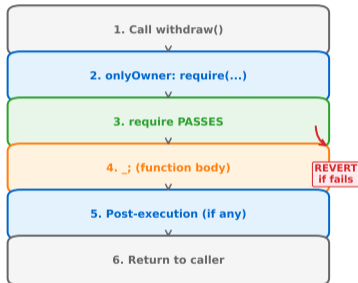 1. Call withdraw()
2. onlyOwner: require(...)
3. require PASSES
4. _; (function body)
REVERT
if fails
5. Post-execution (if any)
6. Return to caller